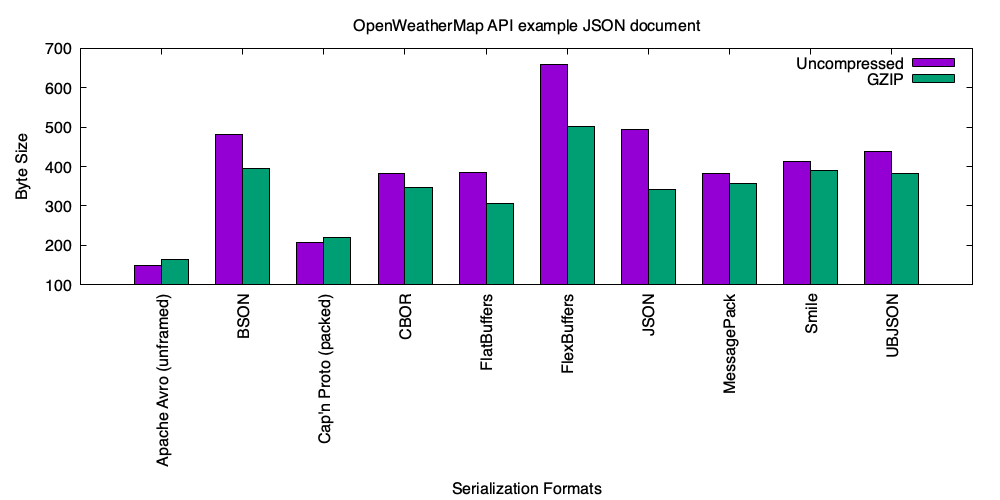 OpenWeatherMap API example JSON document
Uncompressed
GZIP
700
600
500
400
300
200
100
Byte Size
Apache Avro (unframed)
BSON
Cap'n Proto (packed)
CBOR
FlatBuffers
FlexBuffers
JSON
MessagePack
Smile
UBJSON
Serialization Formats